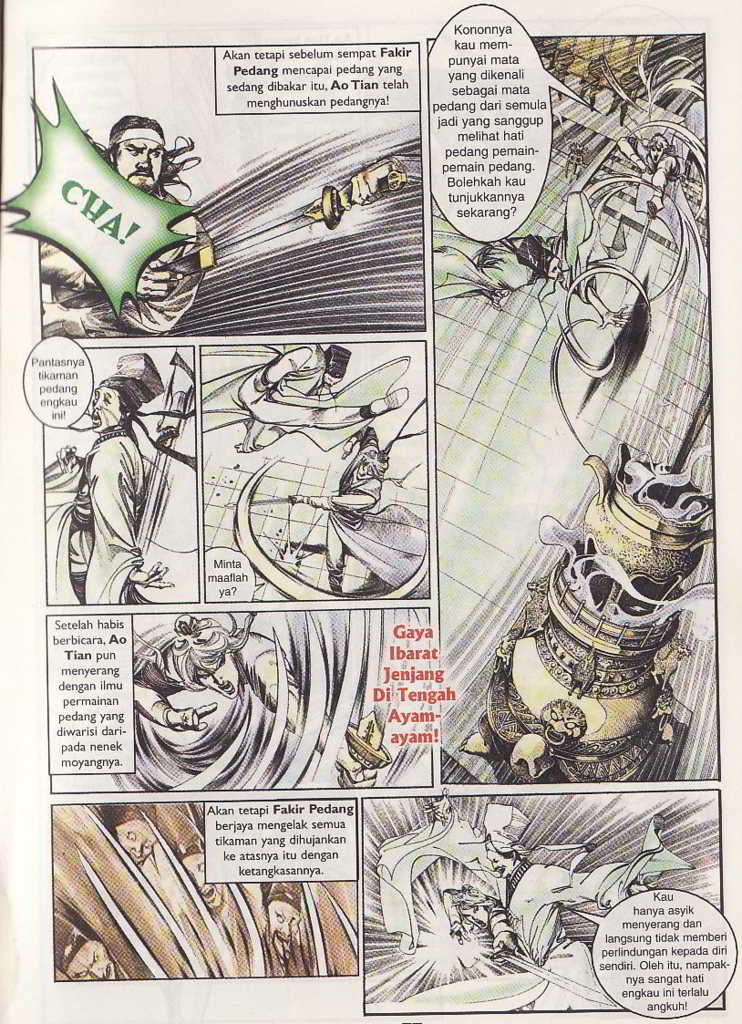 Akan tetapi sebelum sempat Fakir
Pedang mencapai pedang yang
sedang dibakar itu, Ao Tian telah
menghunuskan pedangnya!
CHA!
Kononnya
kau mem-
punyai mata
yang dikenali
sebagai mata
pedang dari semula
jadi yang sanggup
melihat hati
pedang pemain-
pemain pedang.
Bolehkah kau
tunjukkannya
sekarang?
Pantasnya
tikaman
pedang
engkau
ini!
Minta
maaflah
ya?
Setelah habis
berbicara, Ao
Tian pun
menyerang
dengan ilmu
permainan
pedang yang
diwarisi dari-
pada nenek
moyangnya.
Gaya
Ibarat
Jenjang
Di Tengah
Ayam-
ayam!
Akan tetapi Fakir Pedang
berjaya mengelak semua
tikaman yang dihujankan
ke atasnya itu dengan
ketangkasannya.
Kau
hanya asyik
menyerang dan
langsung tidak memberi
perlindungan kepada diri
sendiri. Oleh itu, nampak-
nya sangat hati
engkau ini terlalu
angkuh!